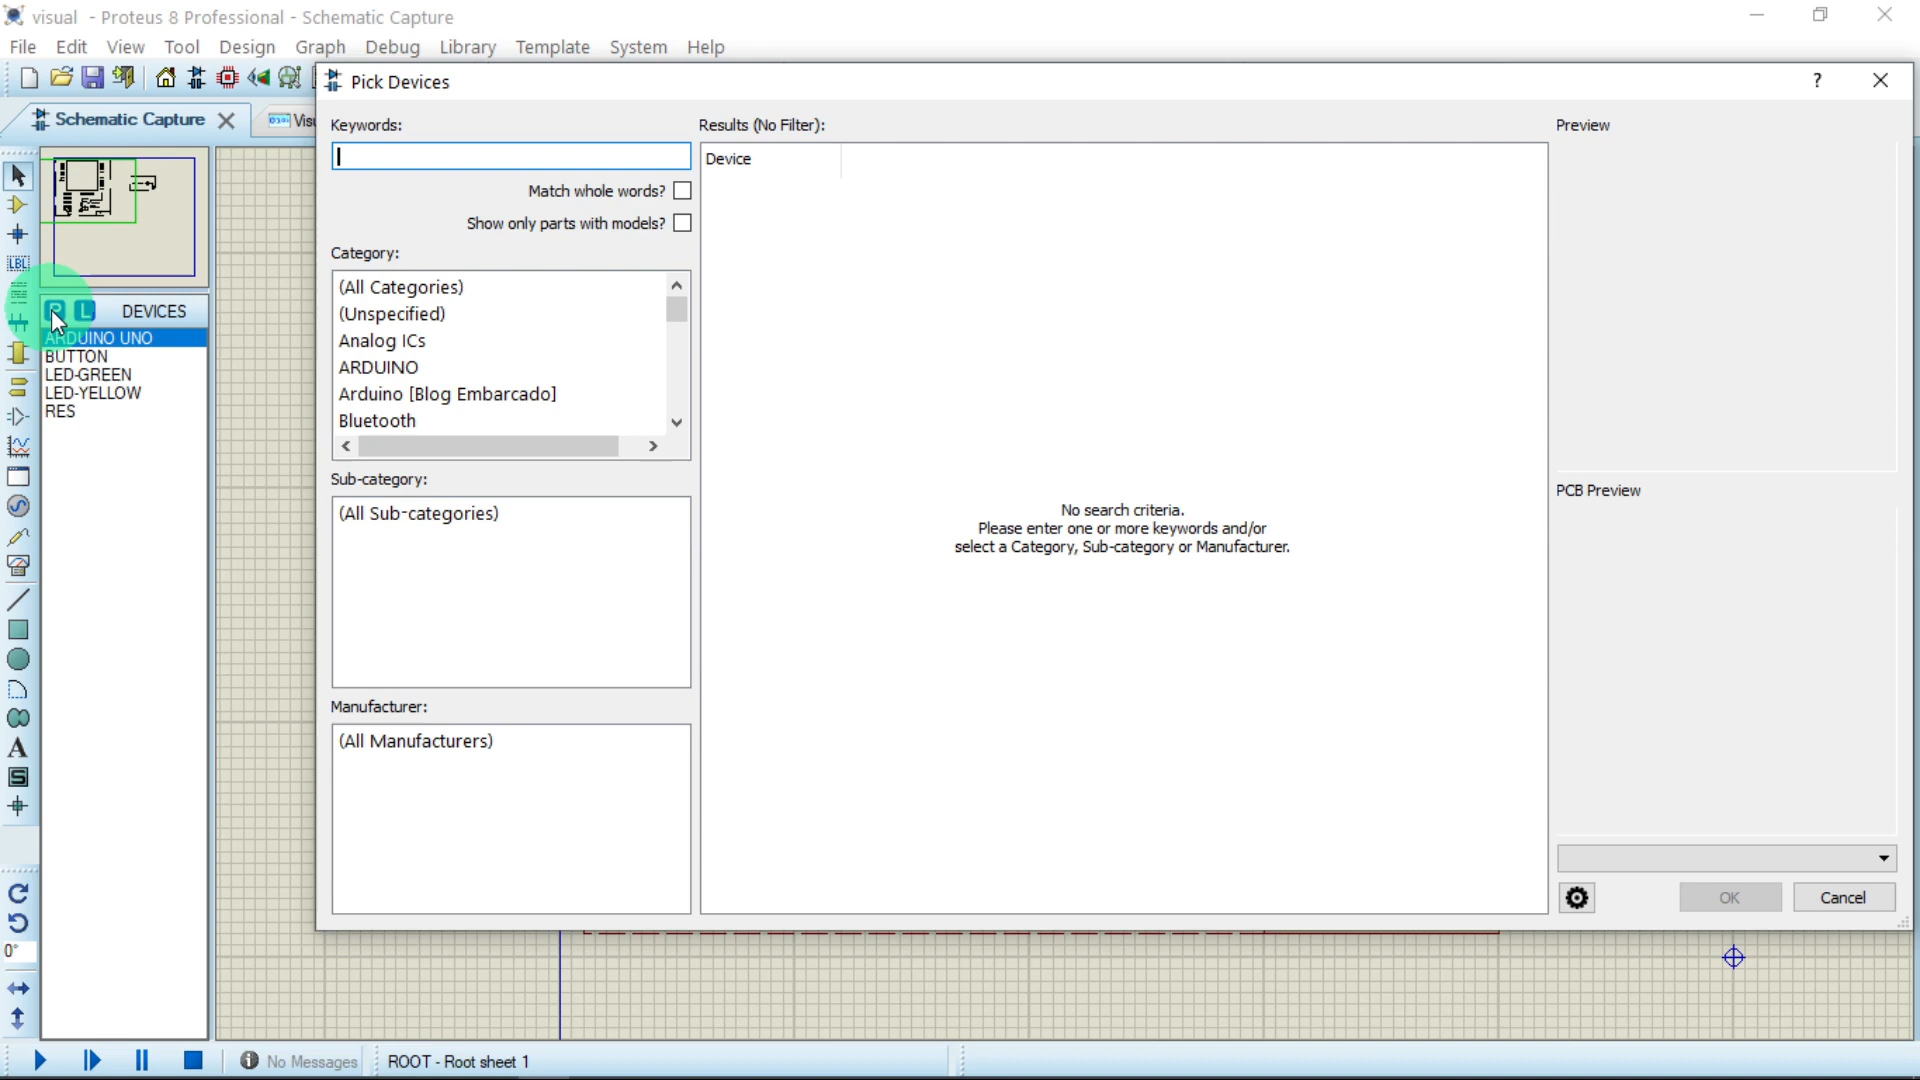 visual - Proteus 8 Professional - Schematic Capture
File Edit View Tool Design Graph Debug Library Template System Help
Pick Devices
?
Schematic Capture
Keywords:
Match whole words?
Show only parts with models?
Category:
(All Categories)
(Unspecified)
Analog ICs
ARDUINO
Arduino [Blog Embarcado]
Bluetooth
Sub-category:
(All Sub-categories)
Manufacturer:
(All Manufacturers)
Results (No Filter):
Device
No search criteria.
Please enter one or more keywords and/or
select a Category, Sub-category or Manufacturer.
Preview
PCB Preview
OK Cancel
LBL
P L DEVICES
ARDUINO UNO
BUTTON
LED-GREEN
LED-YELLOW
RES
A
S
0°
No Messages
ROOT - Root sheet 1